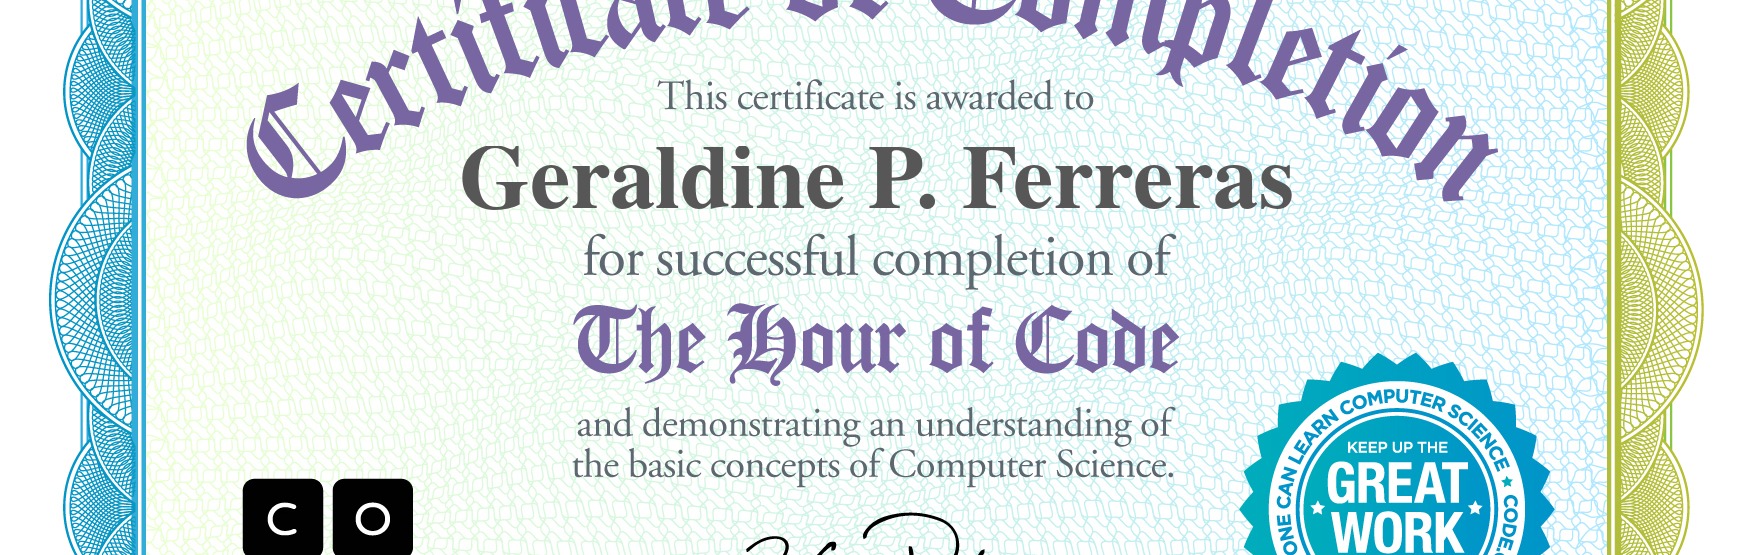 Certificate of Completion
This certificate is awarded to
Geraldine P. Ferreras
for successful completion of
The Hour of Code
and demonstrating an understanding of
the basic concepts of Computer Science.
C O
ONE CAN LEARN COMPUTER SCIENCE ★ CODE.
KEEP UP THE
GREAT
WORK